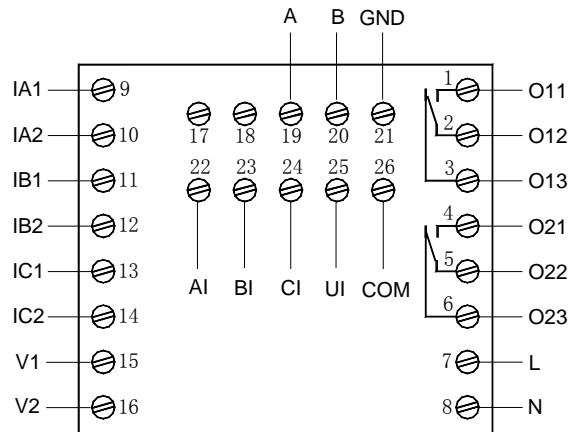 A B GND
IA1 9 1 O11
IA2 10 17 18 19 20 21 2 O12
IB1 11 22 23 24 25 26 3 O13
IB2 12 4 O21
IC1 13 AI BI CI UI COM 5 O22
IC2 14 6 O23
V1 15 7 L
V2 16 8 N